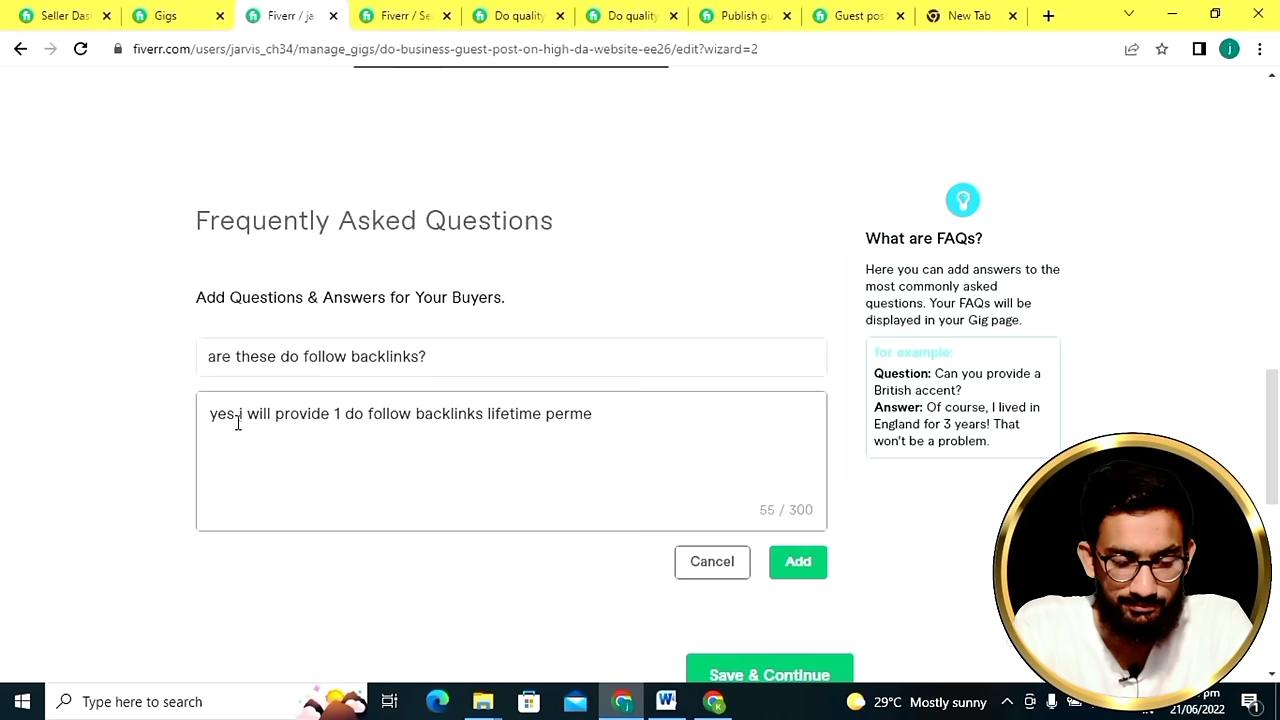 Seller Das
Gigs
Fiverr / ja
Fiverr / Se
Do quality
Do quality
Publish gu
Guest pos
New Tab
fiverr.com/users/jarvis_ch34/manage_gigs/do-business-guest-post-on-high-da-website-ee26/edit?wizard=2
j
Frequently Asked Questions
What are FAQs?
Here you can add answers to the
most commonly asked
questions. Your FAQs will be
displayed in your Gig page.
Add Questions & Answers for Your Buyers.
are these do follow backlinks?
for example:
Question: Can you provide a
British accent?
Answer: Of course, I lived in
England for 3 years! That
won't be a problem.
yes i will provide 1 do follow backlinks lifetime perme
55 / 300
Cancel
Add
Save & Continue
Type here to search
29°C Mostly sunny
pm
21/06/2022
1